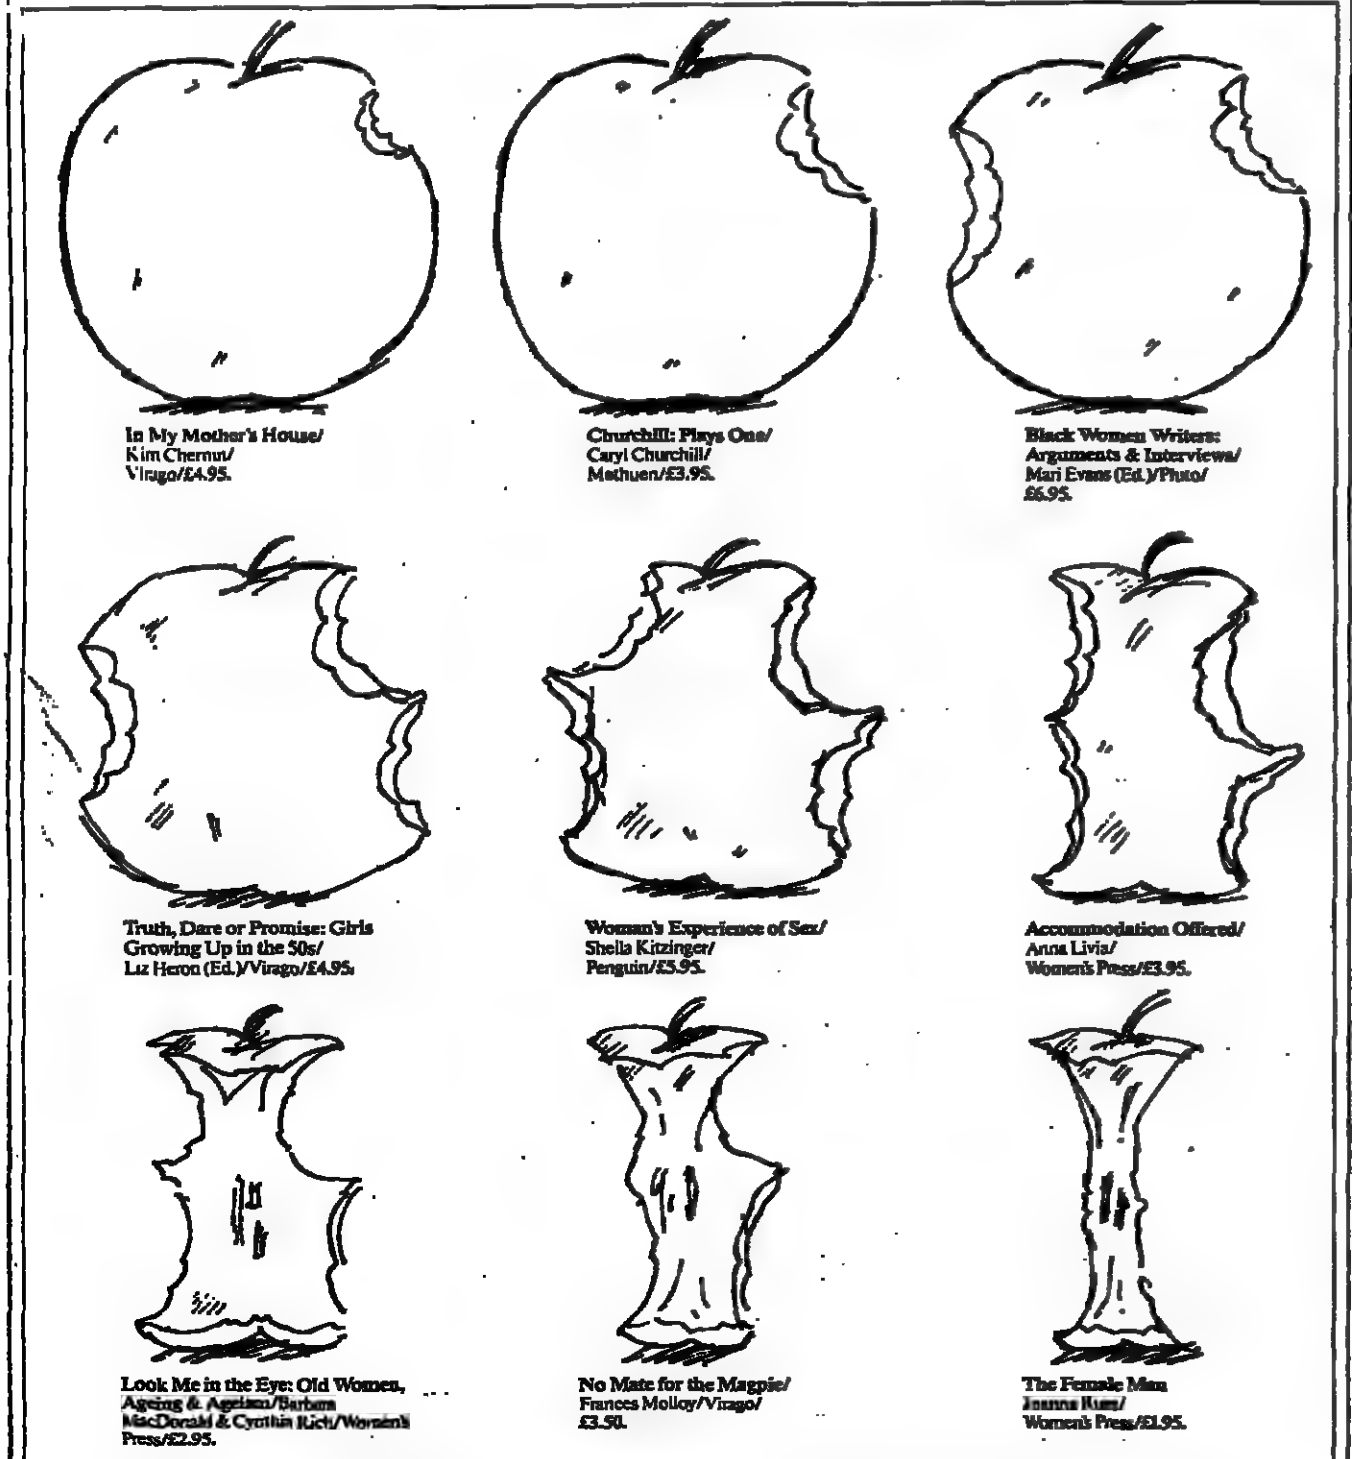 In My Mother's House/
Kim Chernin/
Virago/£4.95.
Churchill: Plays One/
Caryl Churchill/
Methuen/£3.95.
Black Women Writers:
Arguments & Interviews/
Mari Evans (Ed.)/Pluto/
£6.95.
Truth, Dare or Promise: Girls
Growing Up in the 50s/
Liz Heron (Ed.)/Virago/£4.95.
Woman's Experience of Sex/
Sheila Kitzinger/
Penguin/£5.95.
Accommodation Offered/
Anna Livia/
Women's Press/£3.95.
Look Me in the Eye: Old Women,
Ageing & Ageism/Barbara
MacDonald & Cynthia Rich/Women's
Press/£2.95.
No Mate for the Magpie/
Frances Molloy/Virago/
£3.50.
The Female Man
Joanna Russ/
Women's Press/£1.95.